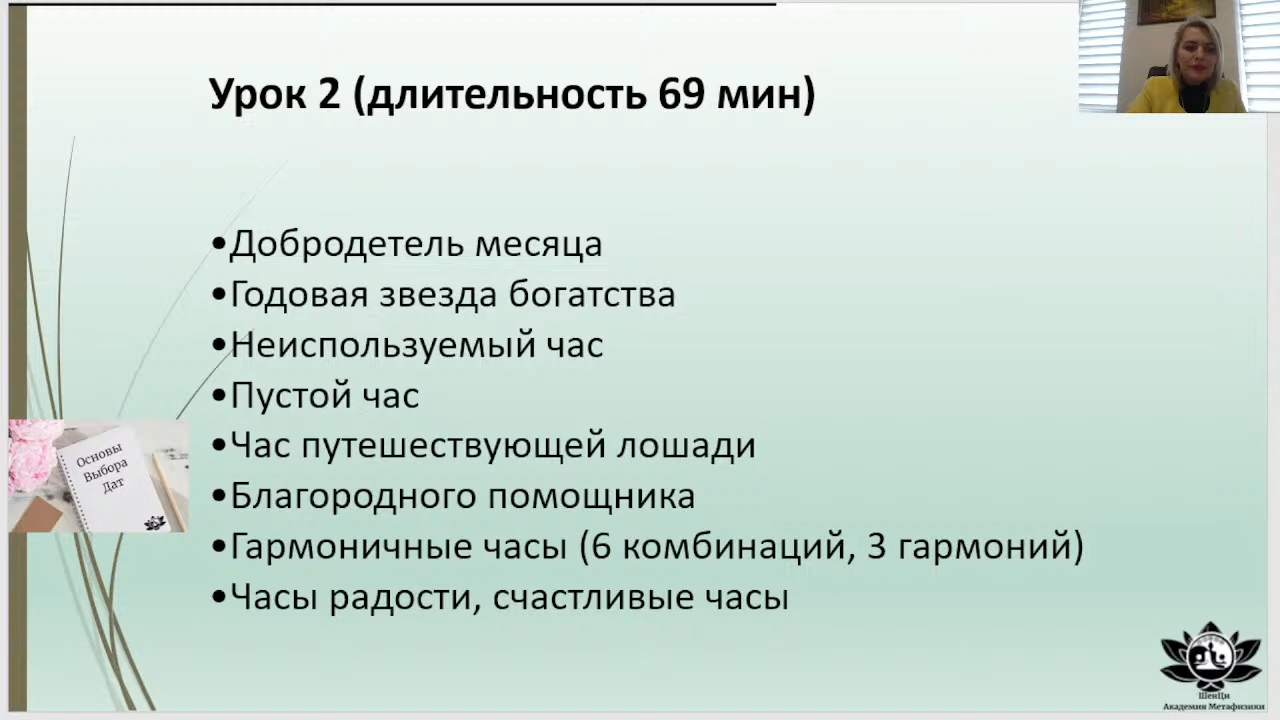 Урок 2 (длительность 69 мин)
•Добродетель месяца
•Годовая звезда богатства
•Неиспользуемый час
•Пустой час
•Час путешествующей лошади
•Благородного помощника
•Гармоничные часы (6 комбинаций, 3 гармоний)
•Часы радости, счастливые часы
Основы
Выбора
Дат
ШенЦи
Академия Метафизики